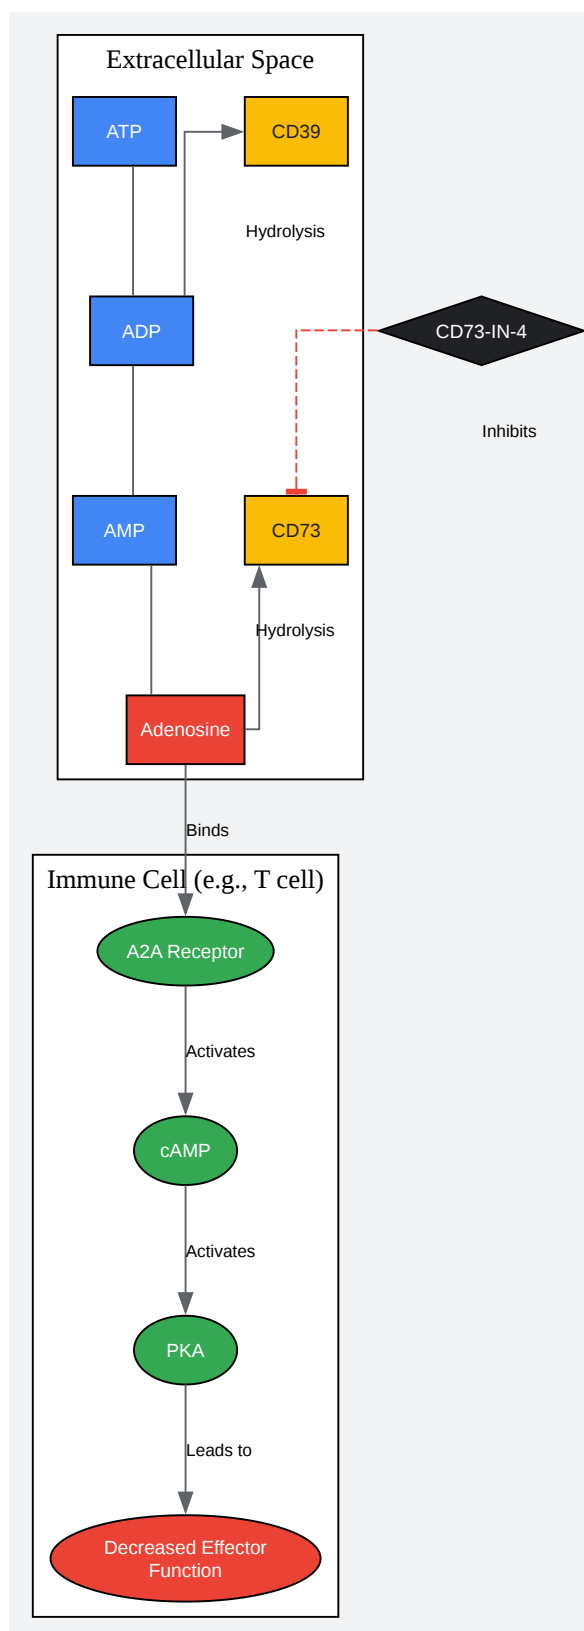 Extracellular Space
ATP
CD39
Hydrolysis
ADP
CD73-IN-4
Inhibits
AMP
CD73
Hydrolysis
Adenosine
Binds
Immune Cell (e.g., T cell)
A2A Receptor
Activates
cAMP
Activates
PKA
Leads to
Decreased Effector
Function